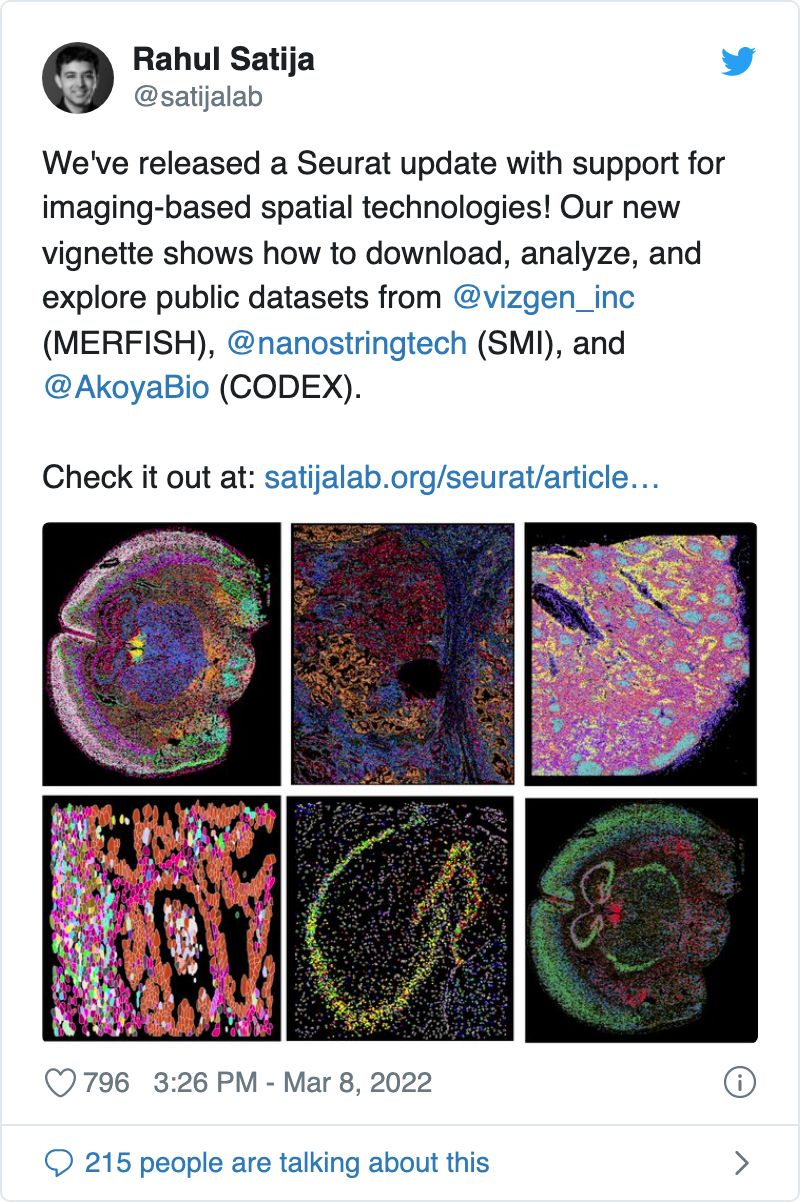 Rahul Satija
@satijalab
We've released a Seurat update with support for
imaging-based spatial technologies! Our new
vignette shows how to download, analyze, and
explore public datasets from @vizgen_inc
(MERFISH), @nanostringtech (SMI), and
@AkoyaBio (CODEX).
Check it out at: satijalab.org/seurat/article…
796 3:26 PM - Mar 8, 2022
215 people are talking about this